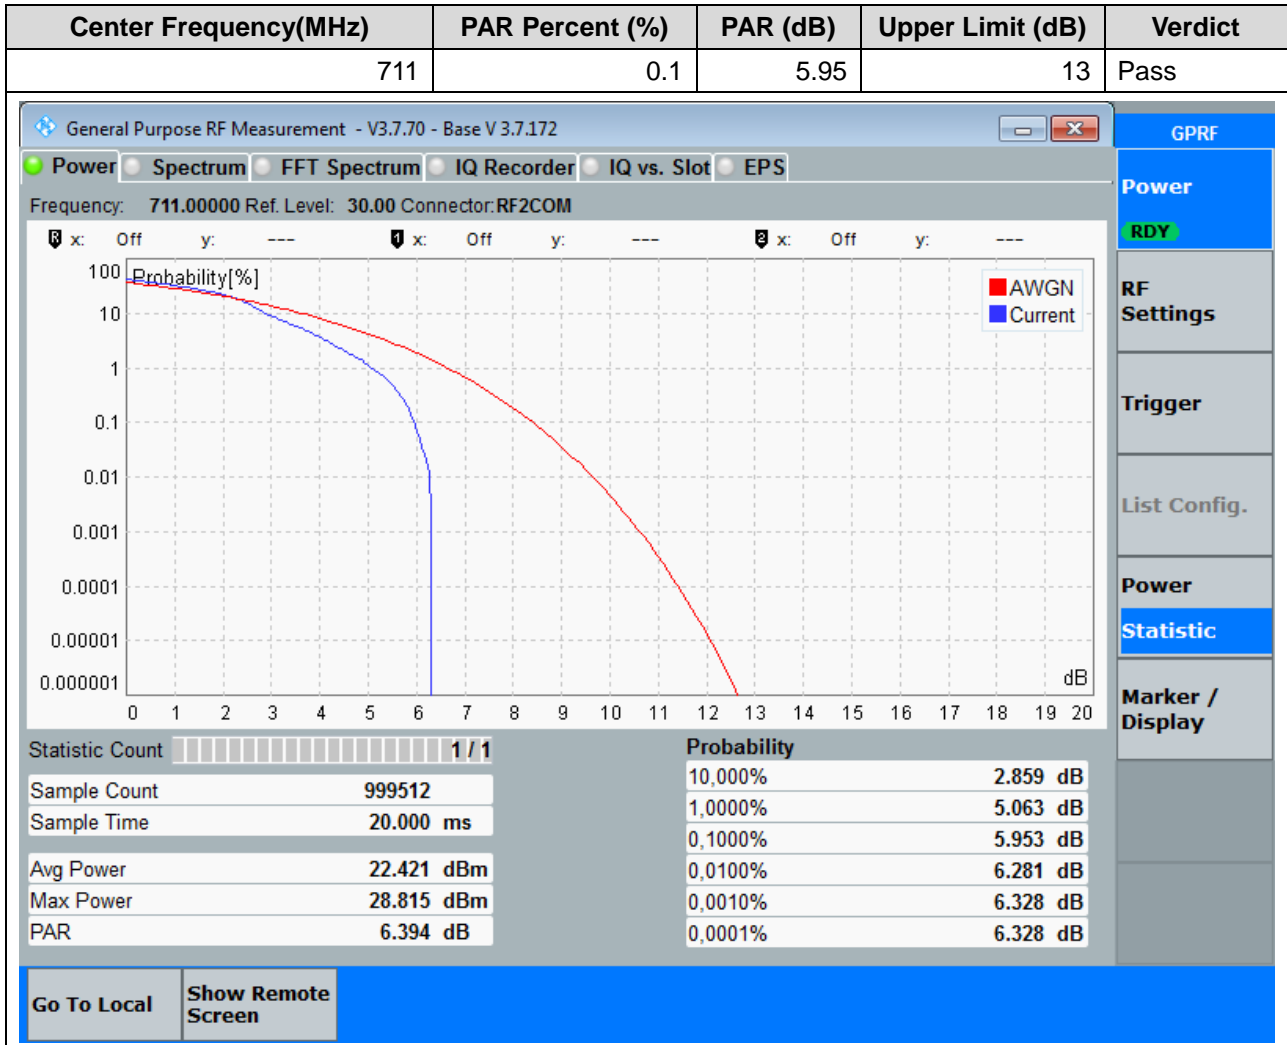 Center Frequency(MHz) PAR Percent (%) PAR (dB) Upper Limit (dB) Verdict
711 0.1 5.95 13 Pass
General Purpose RF Measurement - V3.7.70 - Base V 3.7.172
GPRF
Power Spectrum FFT Spectrum IQ Recorder IQ vs. Slot EPS
Frequency: 711.00000 Ref. Level: 30.00 Connector:RF2COM
R x: Off y: --- 1 x: Off y: --- 2 x: Off y: ---
Probability[%]
100
10
1
0.1
0.01
0.001
0.0001
0.00001
0.000001
AWGN
Current
dB
0 1 2 3 4 5 6 7 8 9 10 11 12 13 14 15 16 17 18 19 20
Statistic Count 1 / 1
Sample Count 999512
Sample Time 20.000 ms
Avg Power 22.421 dBm
Max Power 28.815 dBm
PAR 6.394 dB
Probability
10,000% 2.859 dB
1,0000% 5.063 dB
0,1000% 5.953 dB
0,0100% 6.281 dB
0,0010% 6.328 dB
0,0001% 6.328 dB
Power
RDY
RF
Settings
Trigger
List Config.
Power
Statistic
Marker /
Display
Go To Local
Show Remote
Screen